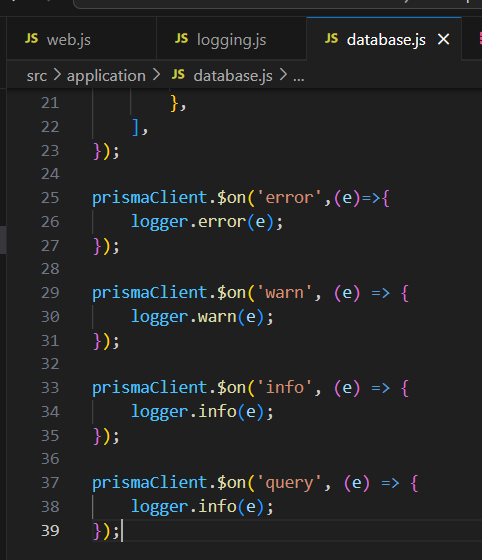 JS web.js JS logging.js JS database.js ×
src > application > JS database.js > ...
21 },
22 ],
23 });
24
25 prismaClient.$on('error',(e)=>{
26 logger.error(e);
27 });
28
29 prismaClient.$on('warn', (e) => {
30 logger.warn(e);
31 });
32
33 prismaClient.$on('info', (e) => {
34 logger.info(e);
35 });
36
37 prismaClient.$on('query', (e) => {
38 logger.info(e);
39 });